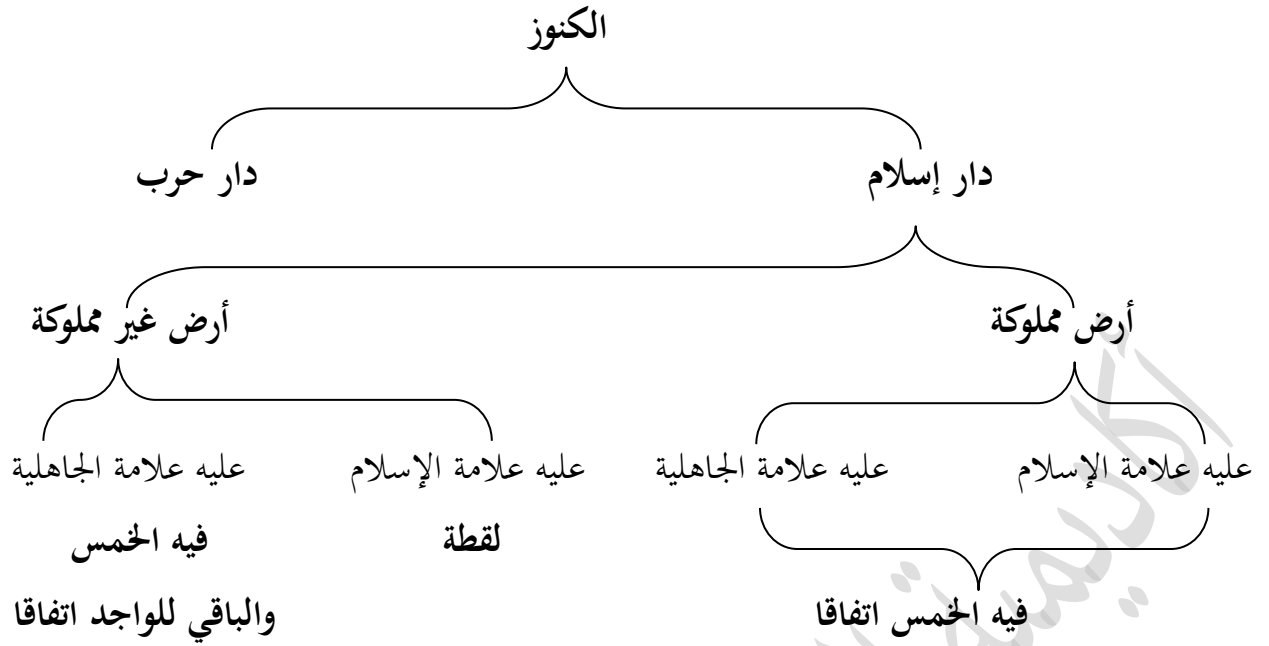 الكنوز
دار إسلام
دار حرب
أرض مملوكة
أرض غير مملوكة
عليه علامة الإسلام
عليه علامة الجاهلية
عليه علامة الإسلام
عليه علامة الجاهلية
فيه الخمس اتفاقا
لقطة
فيه الخمس
والباقي للواجد اتفاقا